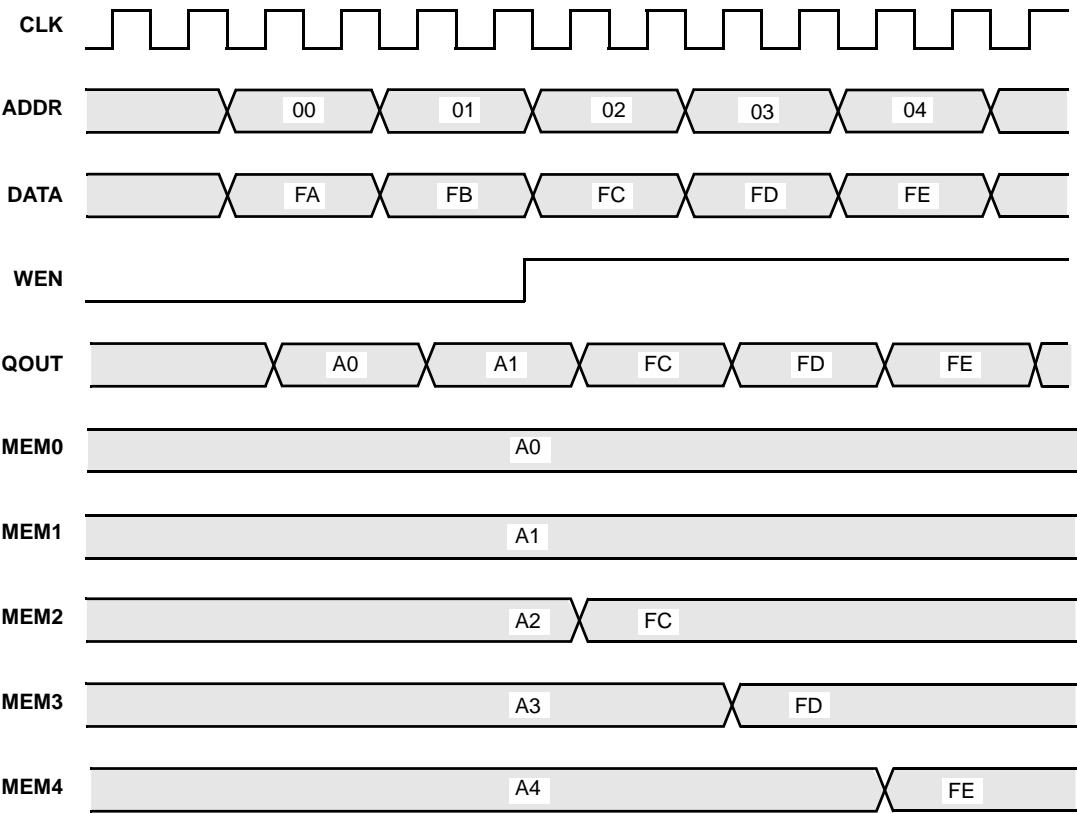 CLK
ADDR 00 01 02 03 04
DATA FA FB FC FD FE
WEN
QOUT A0 A1 FC FD FE
MEM0 A0
MEM1 A1
MEM2 A2 FC
MEM3 A3 FD
MEM4 A4 FE